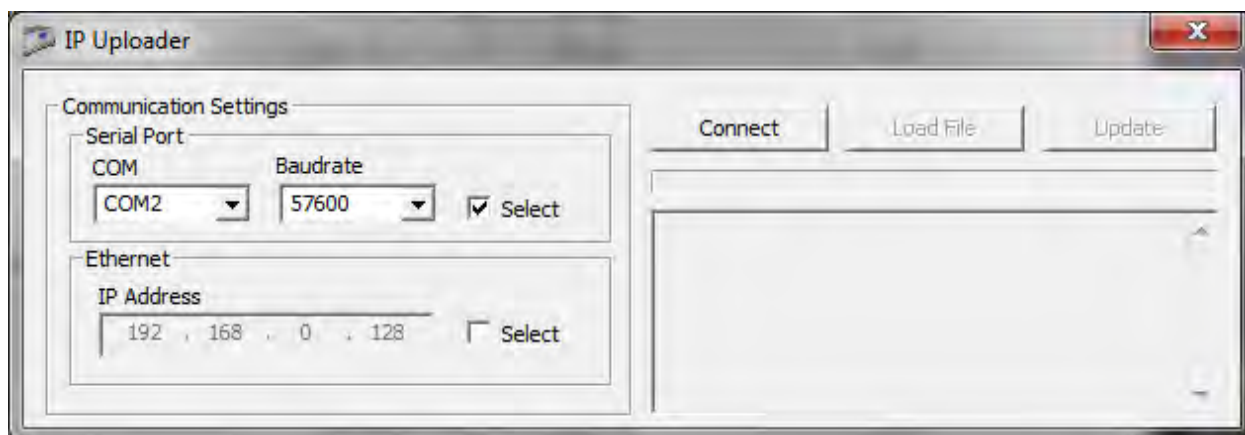 IP Uploader
Communication Settings
Serial Port
COM
Baudrate
COM2
57600
Select
Ethernet
IP Address
192 . 168 . 0 . 128
Select
Connect
Load File
Update